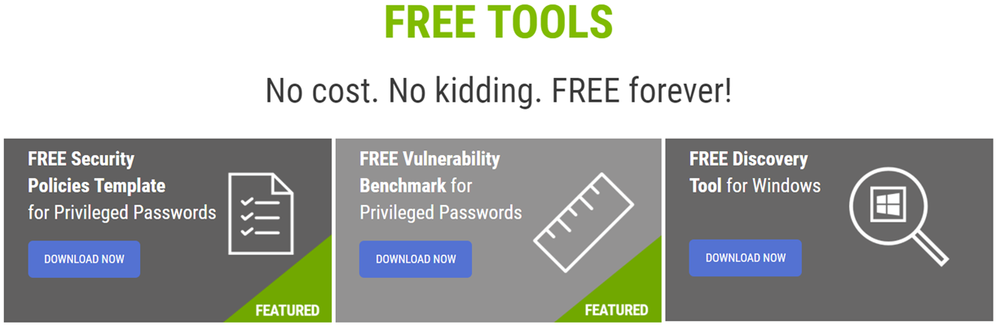 FREE TOOLS
No cost. No kidding. FREE forever!
FREE Security
Policies Template
for Privileged Passwords
DOWNLOAD NOW
FEATURED
FREE Vulnerability
Benchmark for
Privileged Passwords
DOWNLOAD NOW
FEATURED
FREE Discovery
Tool for Windows
DOWNLOAD NOW